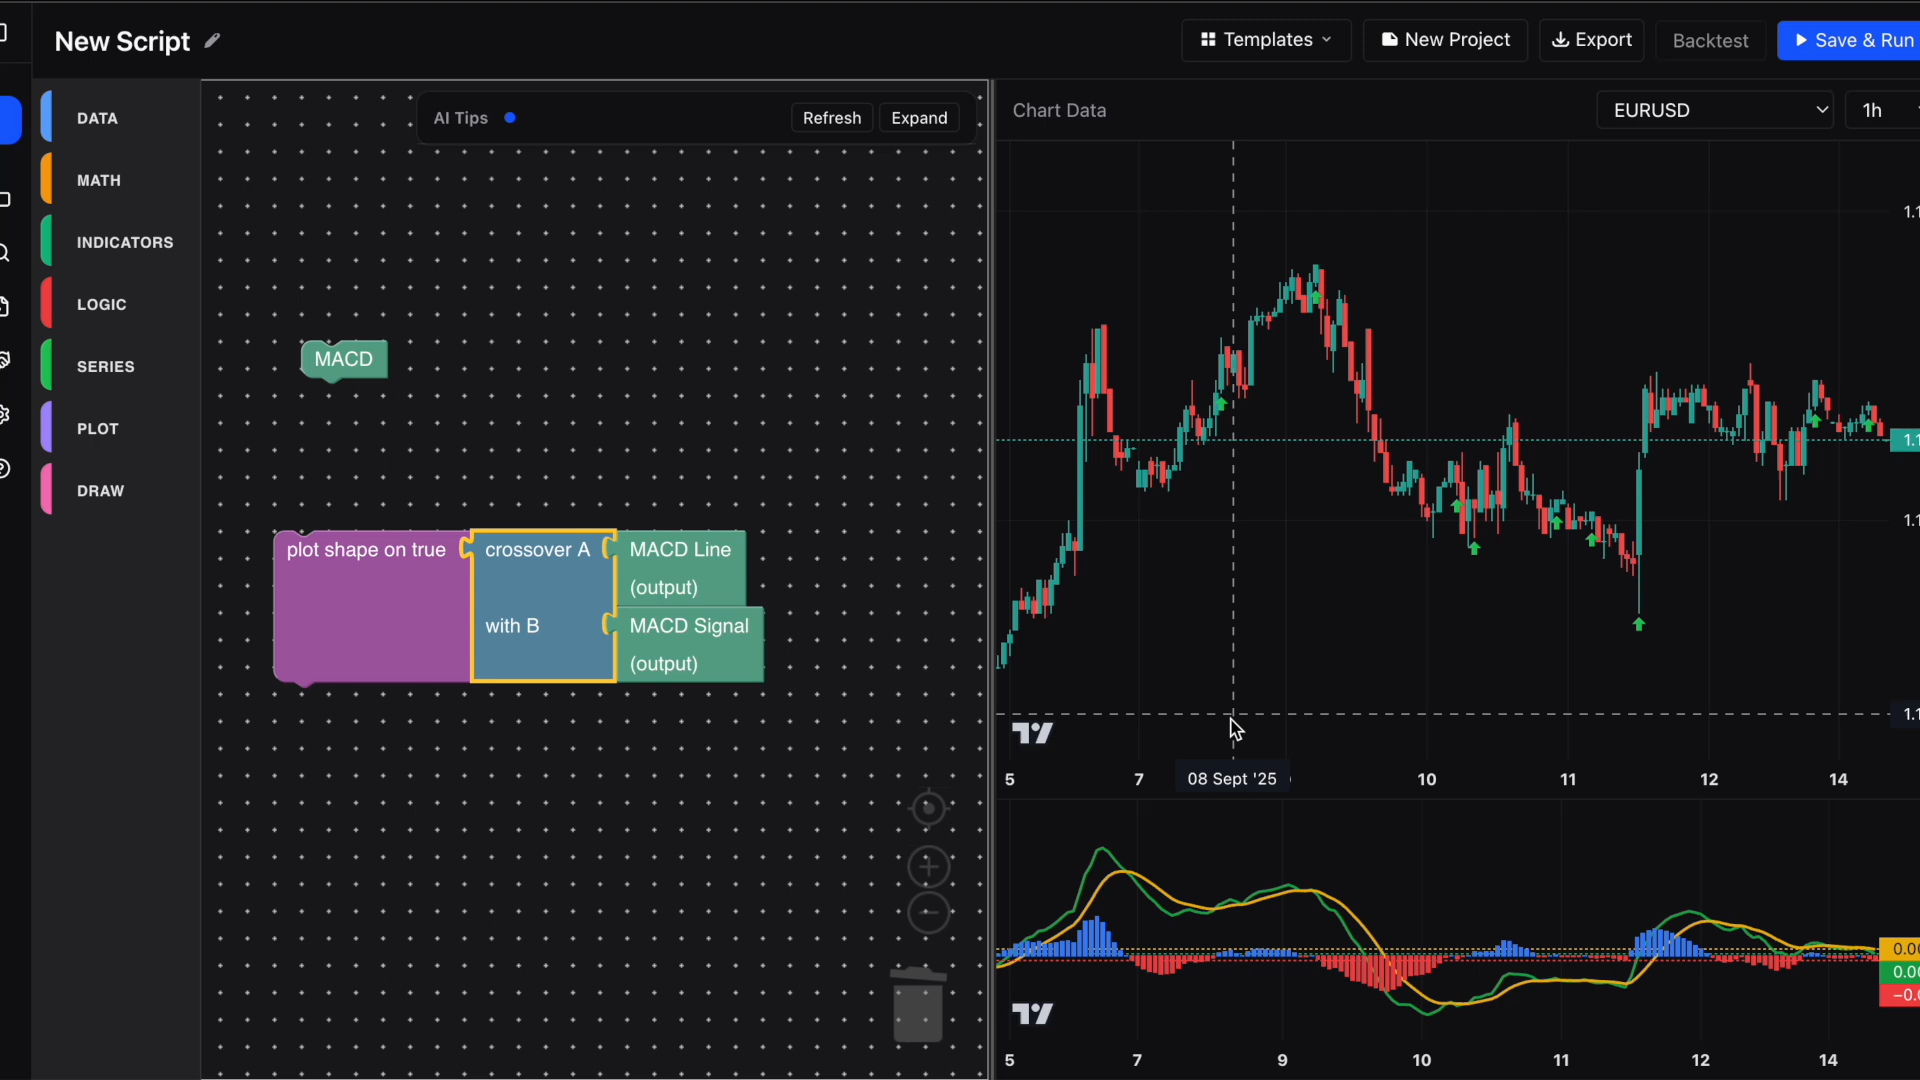 New Script
Templates
New Project
Export
Backtest
Save & Run
DATA
MATH
INDICATORS
LOGIC
SERIES
PLOT
DRAW
AI Tips
Refresh
Expand
MACD
plot shape on true
crossover A
MACD Line
(output)
with B
MACD Signal
(output)
Chart Data
EURUSD
1h
5
7
08 Sept '25
10
11
12
14
5
7
9
10
11
12
14